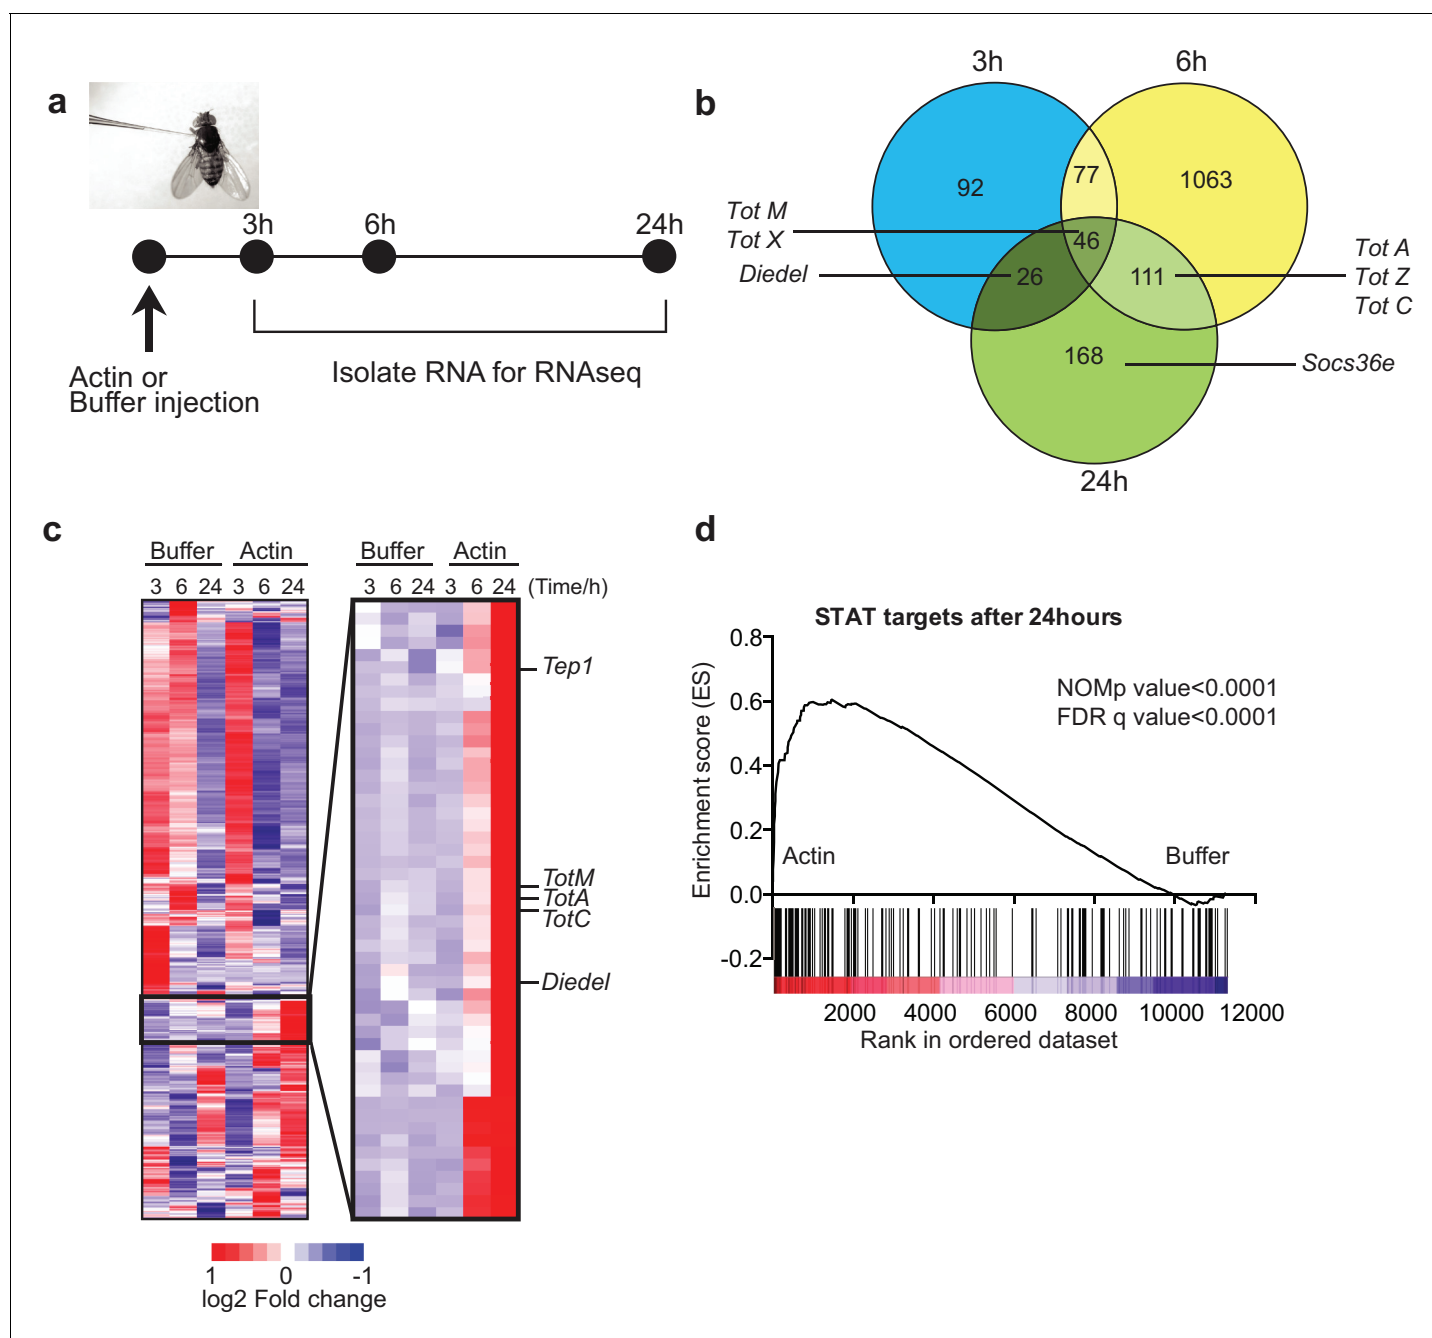 a
3h
6h
24h
Actin or
Buffer injection
Isolate RNA for RNAseq
b
3h
6h
92
77
1063
Tot M
Tot X
46
Diedel
26
111
Tot A
Tot Z
Tot C
168
Socs36e
24h
c
Buffer Actin
3 6 24 3 6 24
Buffer Actin
3 6 24 3 6 24 (Time/h)
Tep1
TotM
TotA
TotC
Diedel
1 0 -1
log2 Fold change
d
STAT targets after 24hours
NOMp value<0.0001
FDR q value<0.0001
Enrichment score (ES)
0.8
0.6
0.4
0.2
0.0
-0.2
Actin
Buffer
2000 4000 6000 8000 10000 12000
Rank in ordered dataset